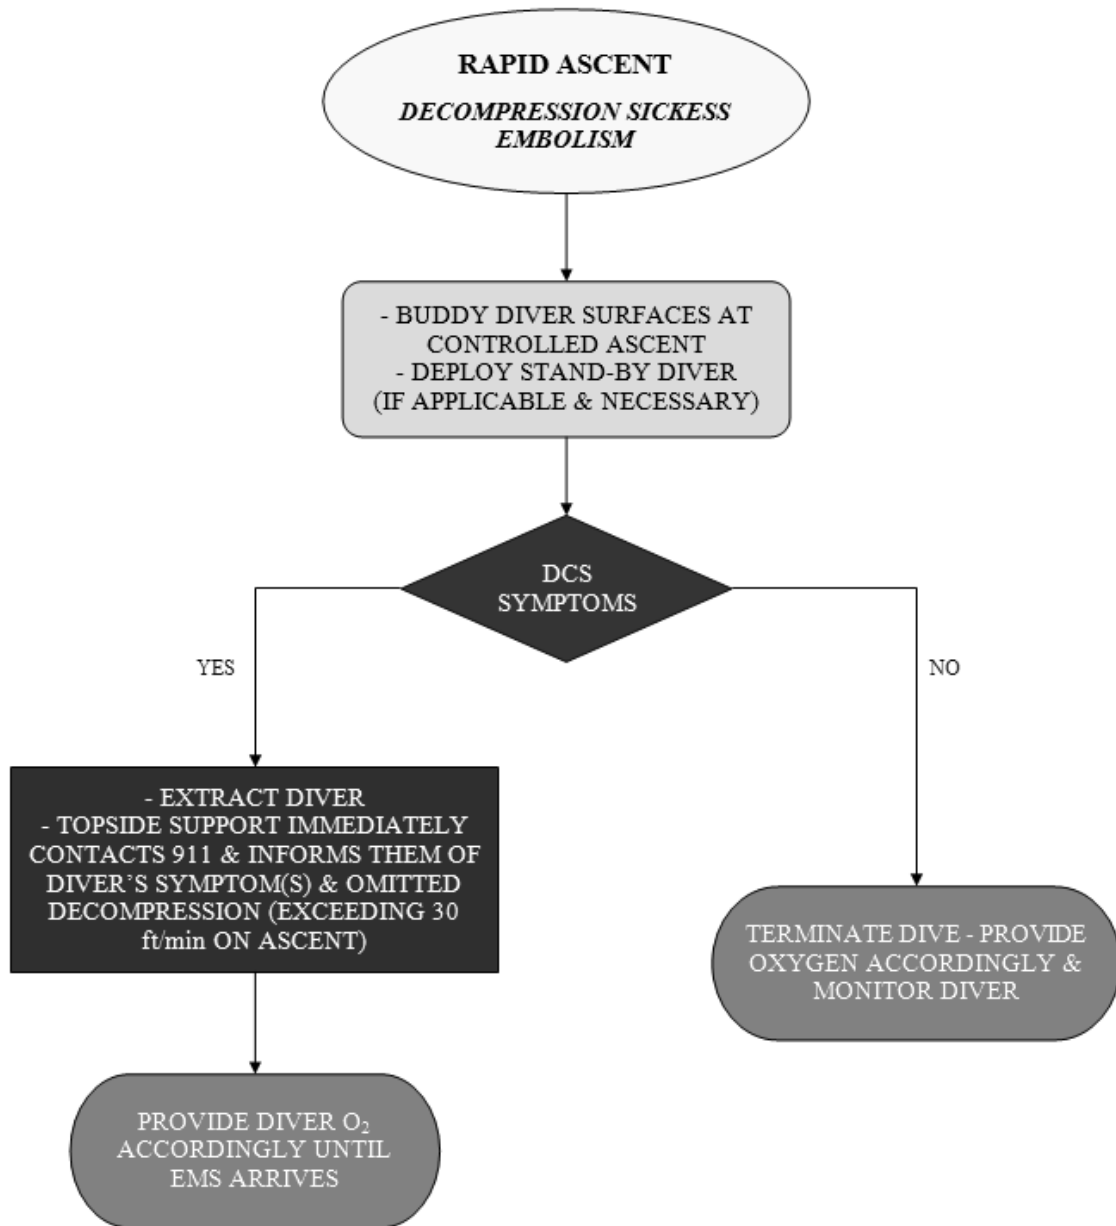 RAPID ASCENT
DECOMPRESSION SICKESS
EMBOLISM
- BUDDY DIVER SURFACES AT
CONTROLLED ASCENT
- DEPLOY STAND-BY DIVER
(IF APPLICABLE & NECESSARY)
DCS
SYMPTOMS
YES
NO
- EXTRACT DIVER
- TOPSIDE SUPPORT IMMEDIATELY
CONTACTS 911 & INFORMS THEM OF
DIVER’S SYMPTOM(S) & OMITTED
DECOMPRESSION (EXCEEDING 30
ft/min ON ASCENT)
TERMINATE DIVE - PROVIDE
OXYGEN ACCORDINGLY &
MONITOR DIVER
PROVIDE DIVER O₂
ACCORDINGLY UNTIL
EMS ARRIVES